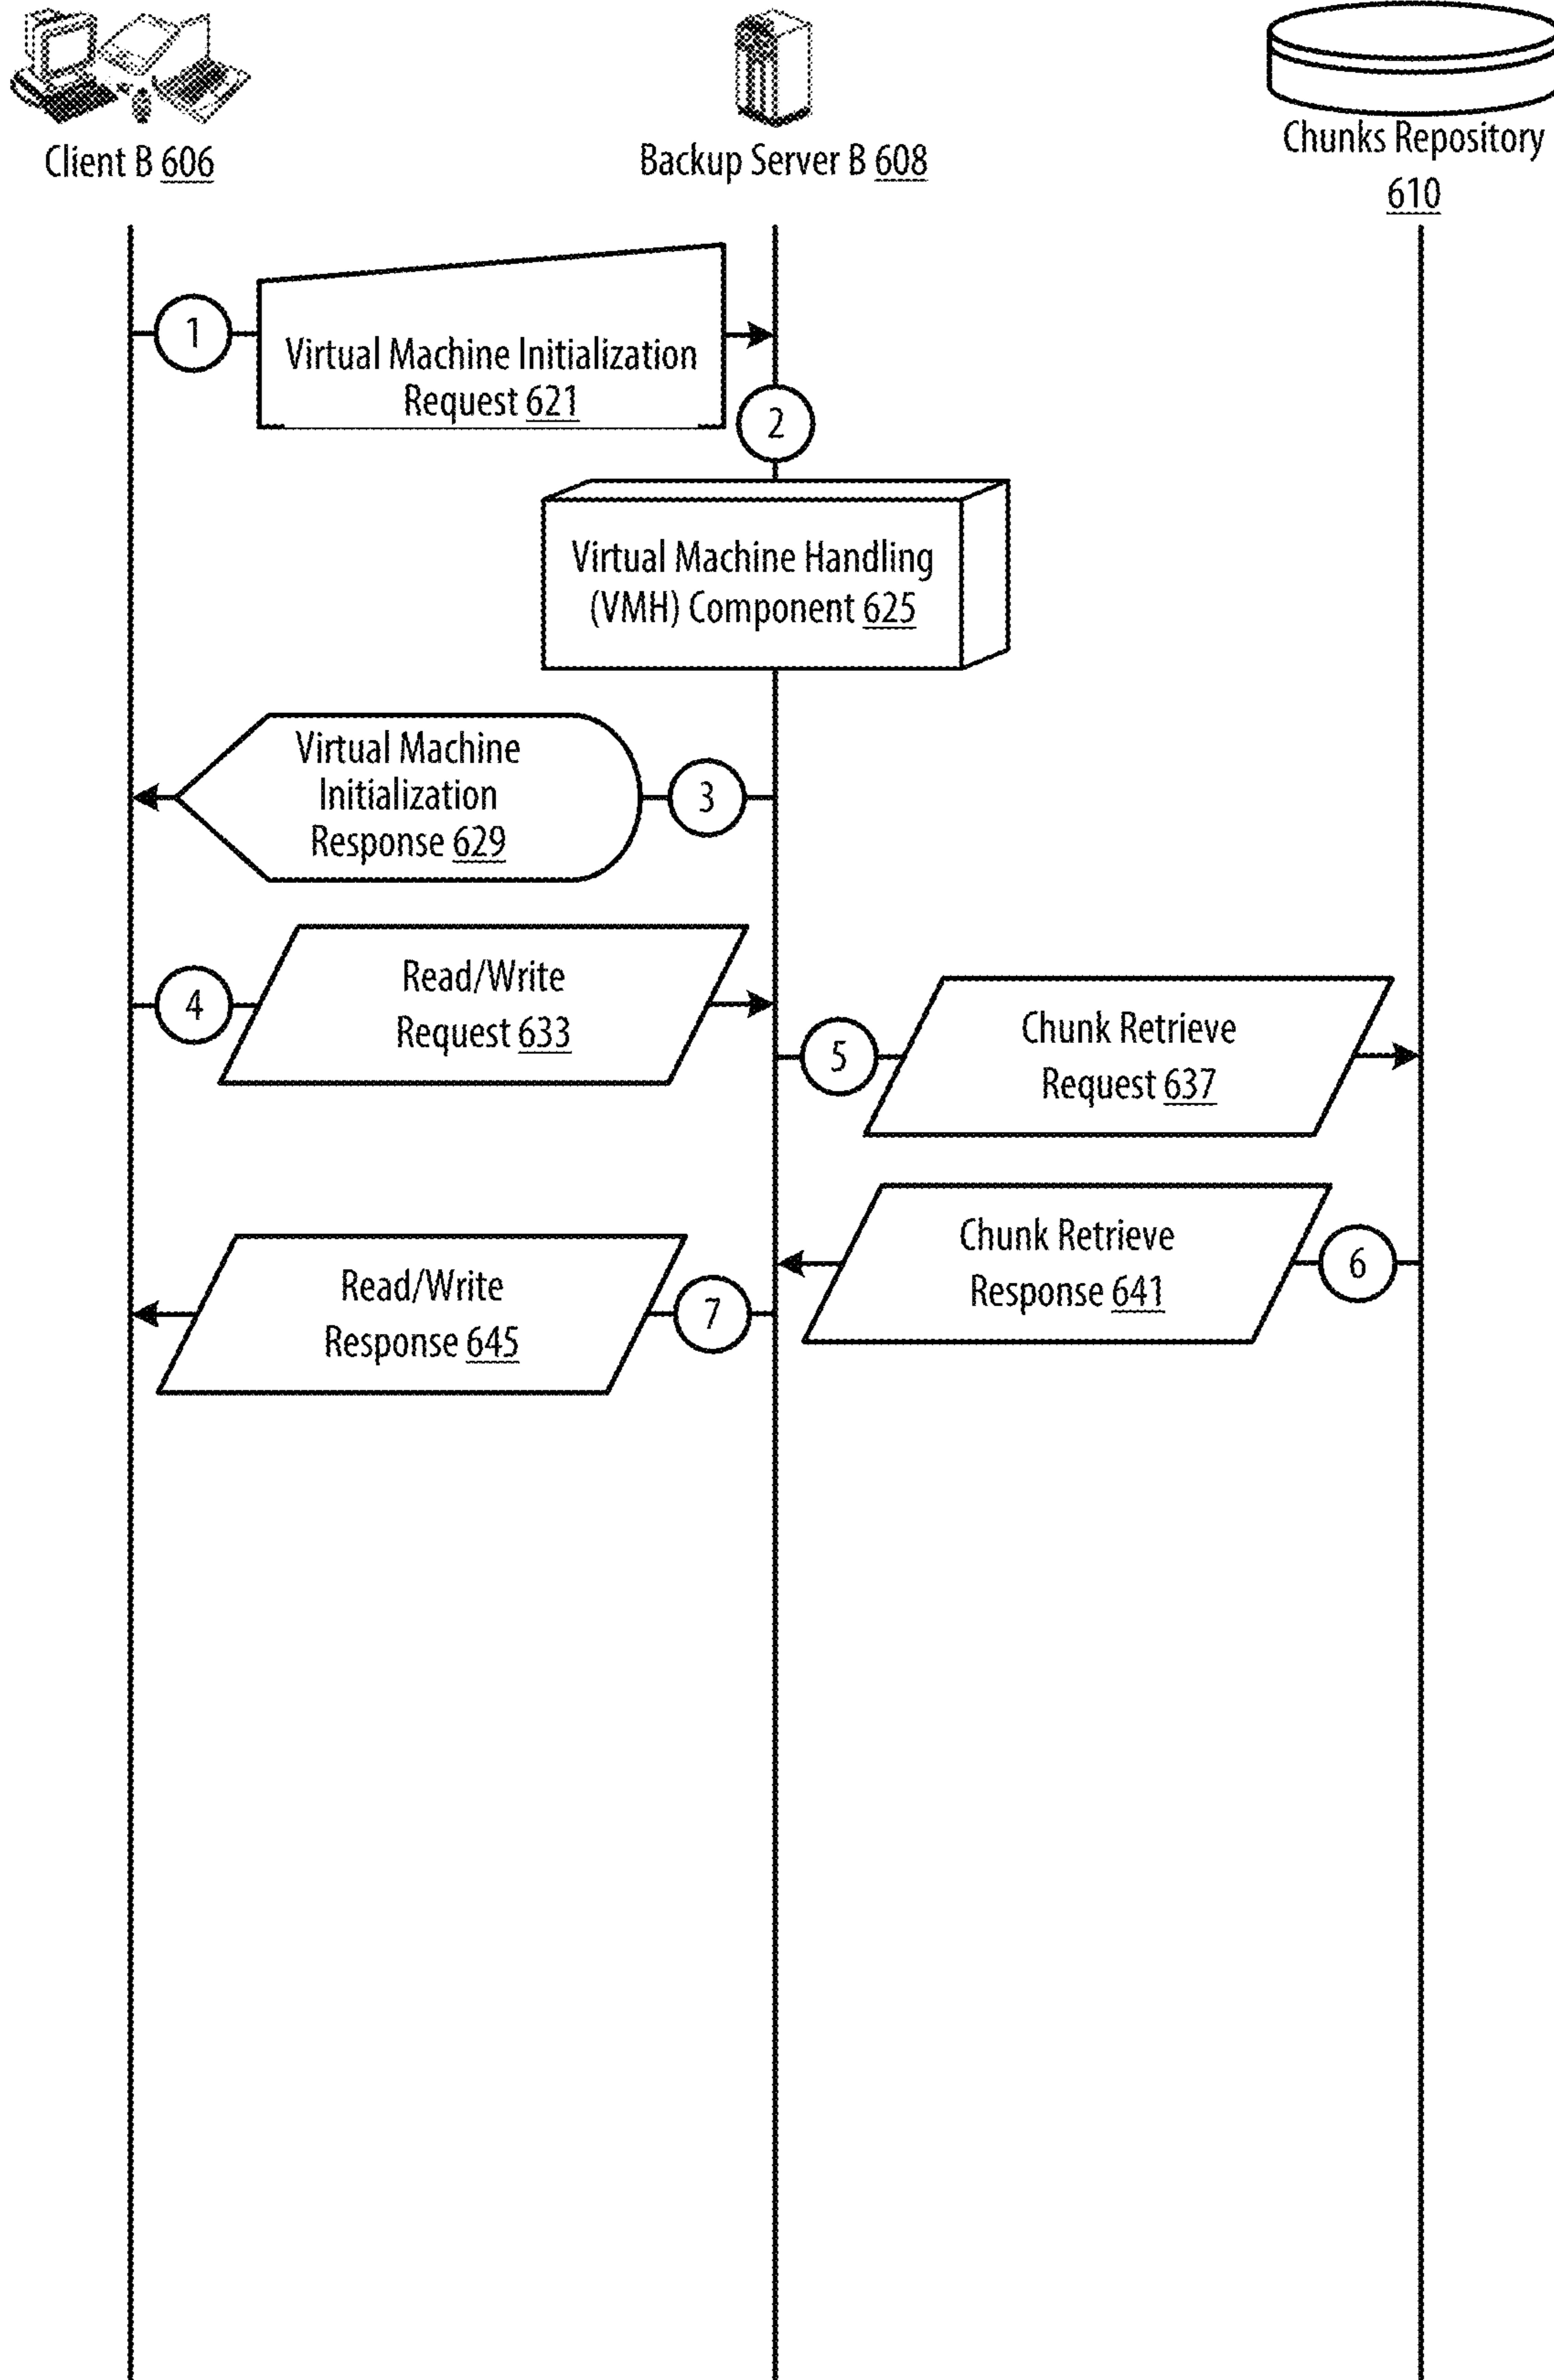 Client B 606
Backup Server B 608
Chunks Repository
610
1
Virtual Machine Initialization
Request 621
2
Virtual Machine Handling
(VMH) Component 625
Virtual Machine
Initialization
Response 629
3
4
Read/Write
Request 633
5
Chunk Retrieve
Request 637
Chunk Retrieve
Response 641
6
Read/Write
Response 645
7